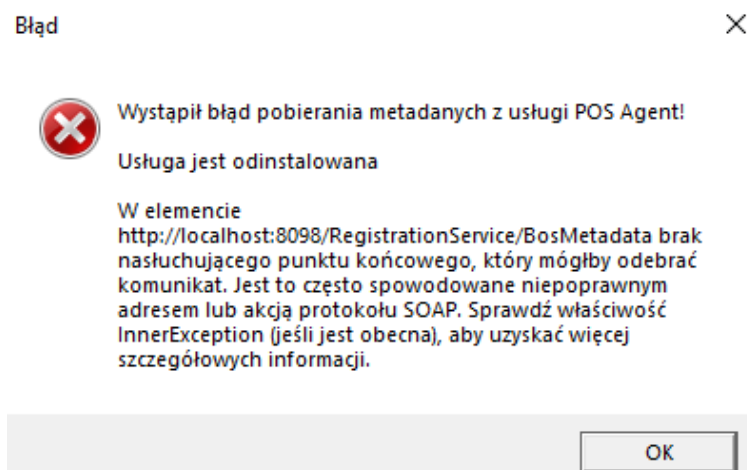 Błąd
Wystąpił błąd pobierania metadanych z usługi POS Agent!
Usługa jest odinstalowana
W elemencie
http://localhost:8098/RegistrationService/BosMetadata brak
nasłuchującego punktu końcowego, który mógłby odebrać
komunikat. Jest to często spowodowane niepoprawnym
adresem lub akcją protokołu SOAP. Sprawdź właściwość
InnerException (jeśli jest obecna), aby uzyskać więcej
szczegółowych informacji.
OK